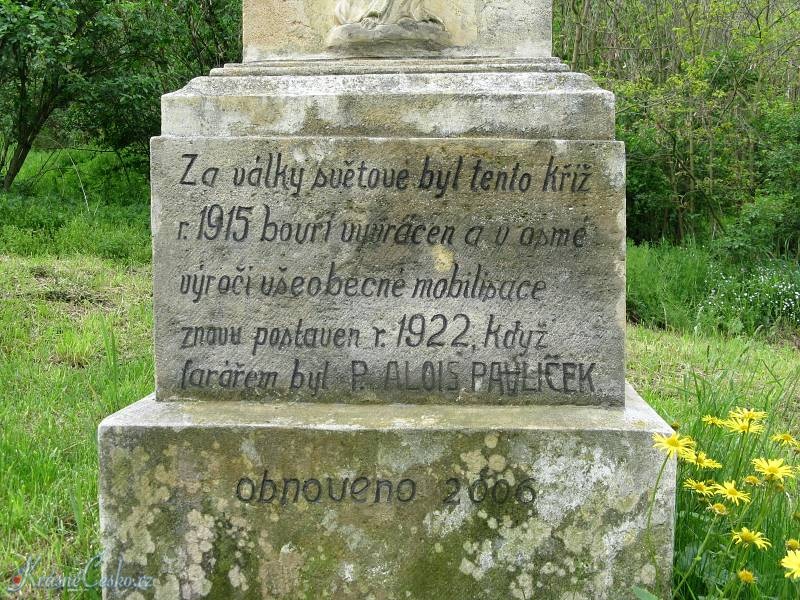 Za války světové byl tento kříž
r. 1915 bouří vyvrácen a v osmé
výročí všeobecné mobilisace
znovu postaven r. 1922, když
farářem byl P. ALOIS PAVLÍČEK.
obnoveno 2006
KrásnéČesko.cz